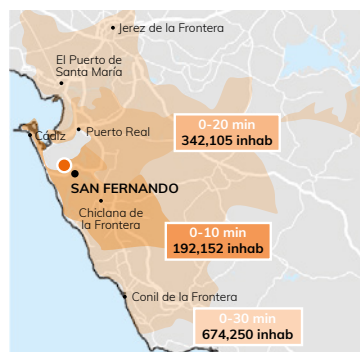 Jerez de la Frontera
El Puerto de
Santa María
Cádiz
Puerto Real
0-20 min
342,105 inhab
SAN FERNANDO
Chiclana de
la Frontera
0-10 min
192,152 inhab
Conil de la Frontera
0-30 min
674,250 inhab